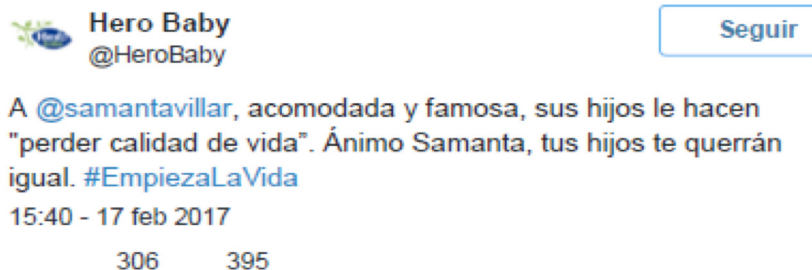 Hero
Hero Baby
@HeroBaby
Seguir
A @samantavillar, acomodada y famosa, sus hijos le hacen
"perder calidad de vida”. Ánimo Samanta, tus hijos te querrán
igual. #EmpiezaLaVida
15:40 - 17 feb 2017
306 395